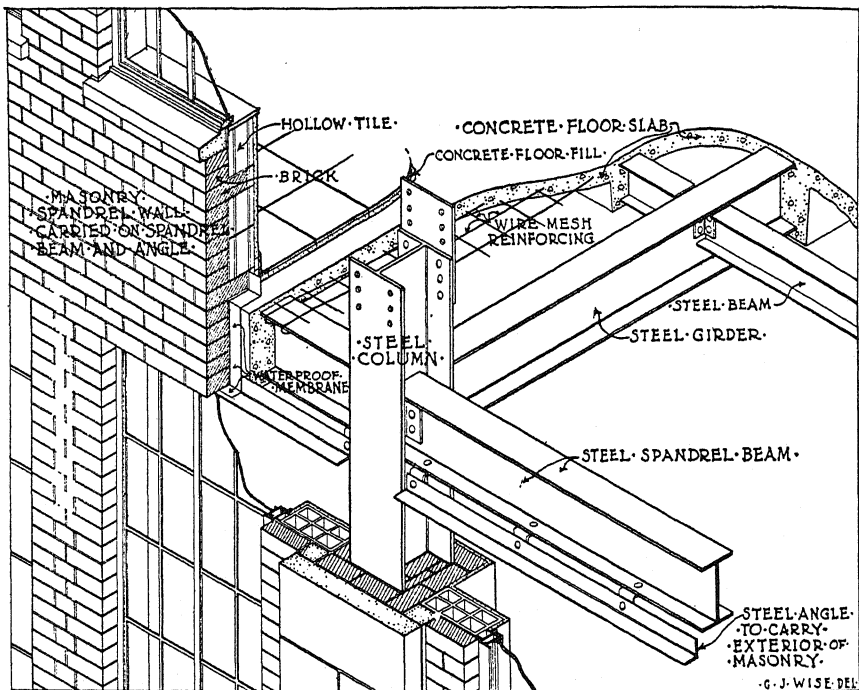 HOLLOW·TILE·
·CONCRETE·FLOOR·SLAB
CONCRETE·FLOOR·FILL·
·BRICK
·MASONRY·
·SPANDREL·WALL·
·CARRIED·ON·SPANDREL
·BEAM·AND·ANGLE·
WIRE·MESH
REINFORCING
·STEEL·BEAM
·STEEL·
·COLUMN·
STEEL·GIRDER·
WATERPROOF·
·MEMBRANE
STEEL·SPANDREL·BEAM·
STEEL·ANGLE·
·TO·CARRY·
·EXTERIOR·OF·
·MASONRY·
·G·J·WISE·DEL·